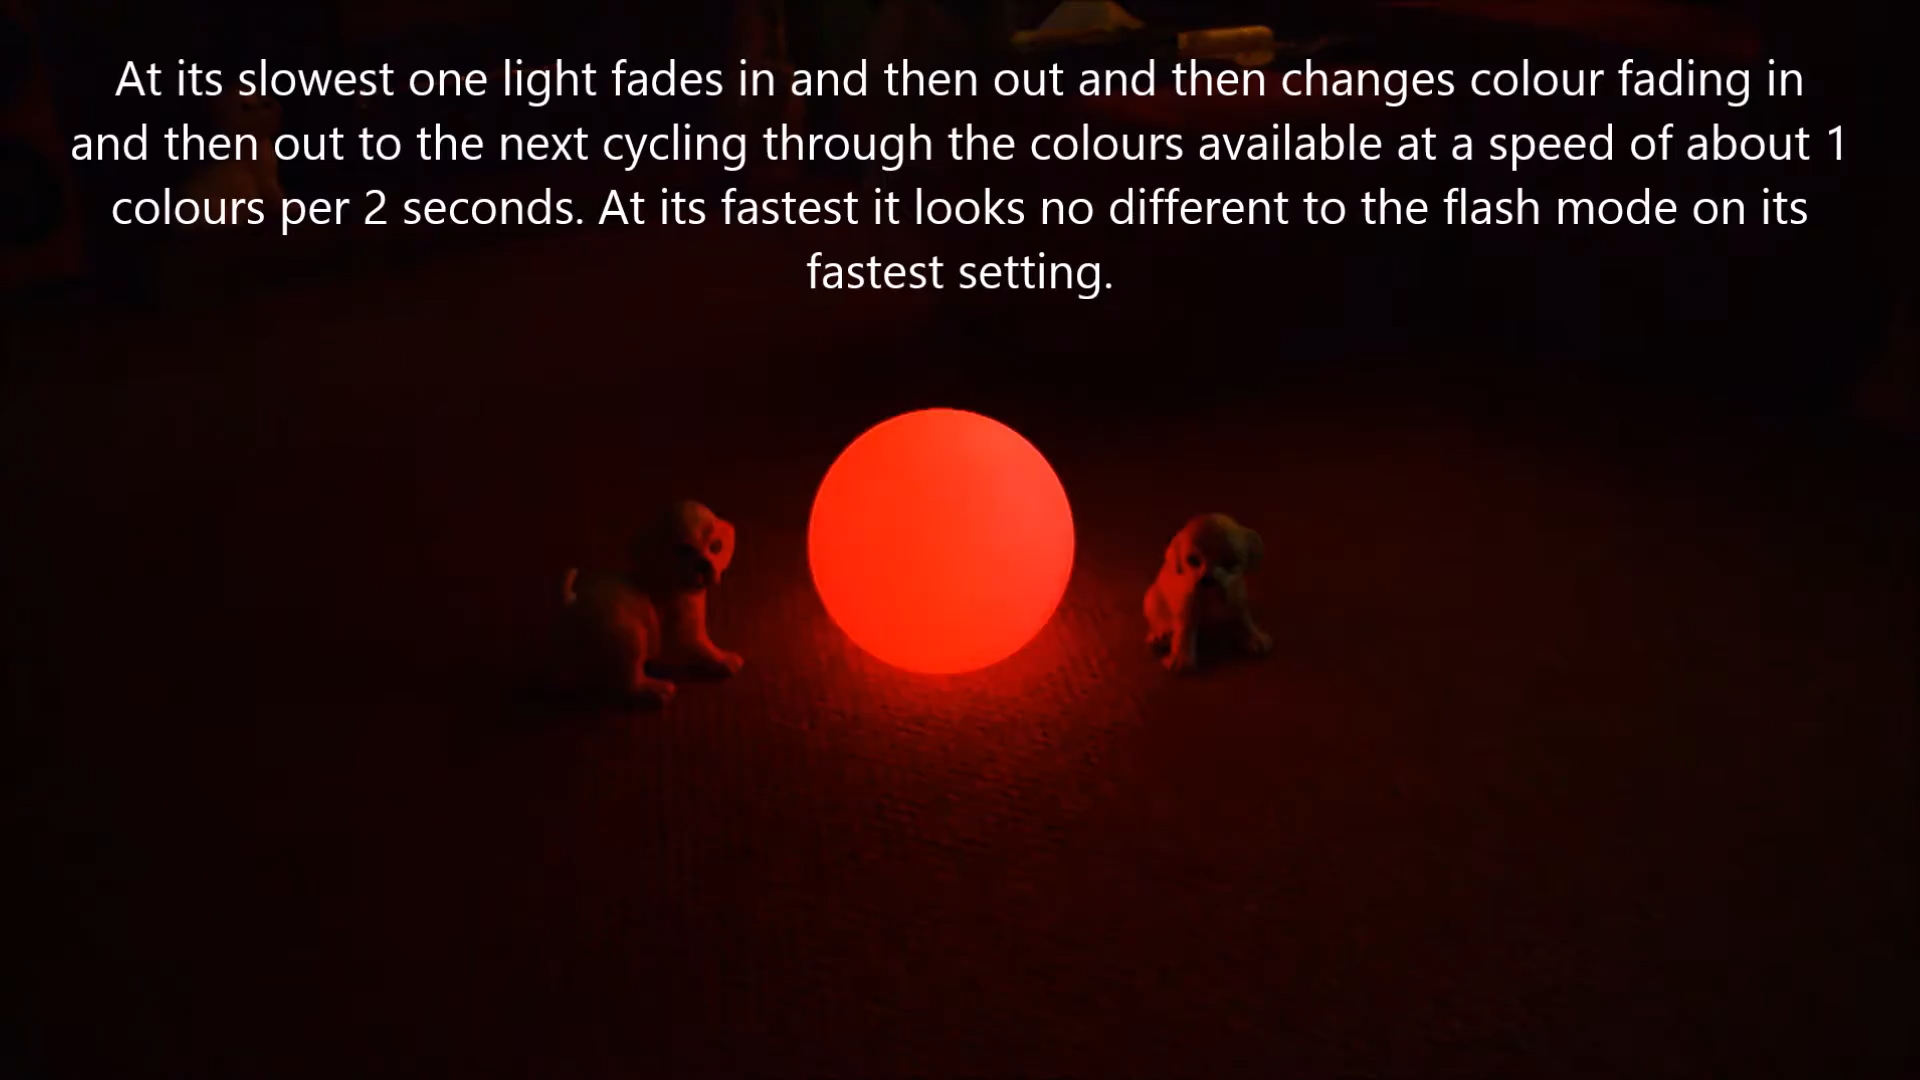 At its slowest one light fades in and then out and then changes colour fading in
and then out to the next cycling through the colours available at a speed of about 1
colours per 2 seconds. At its fastest it looks no different to the flash mode on its
fastest setting.